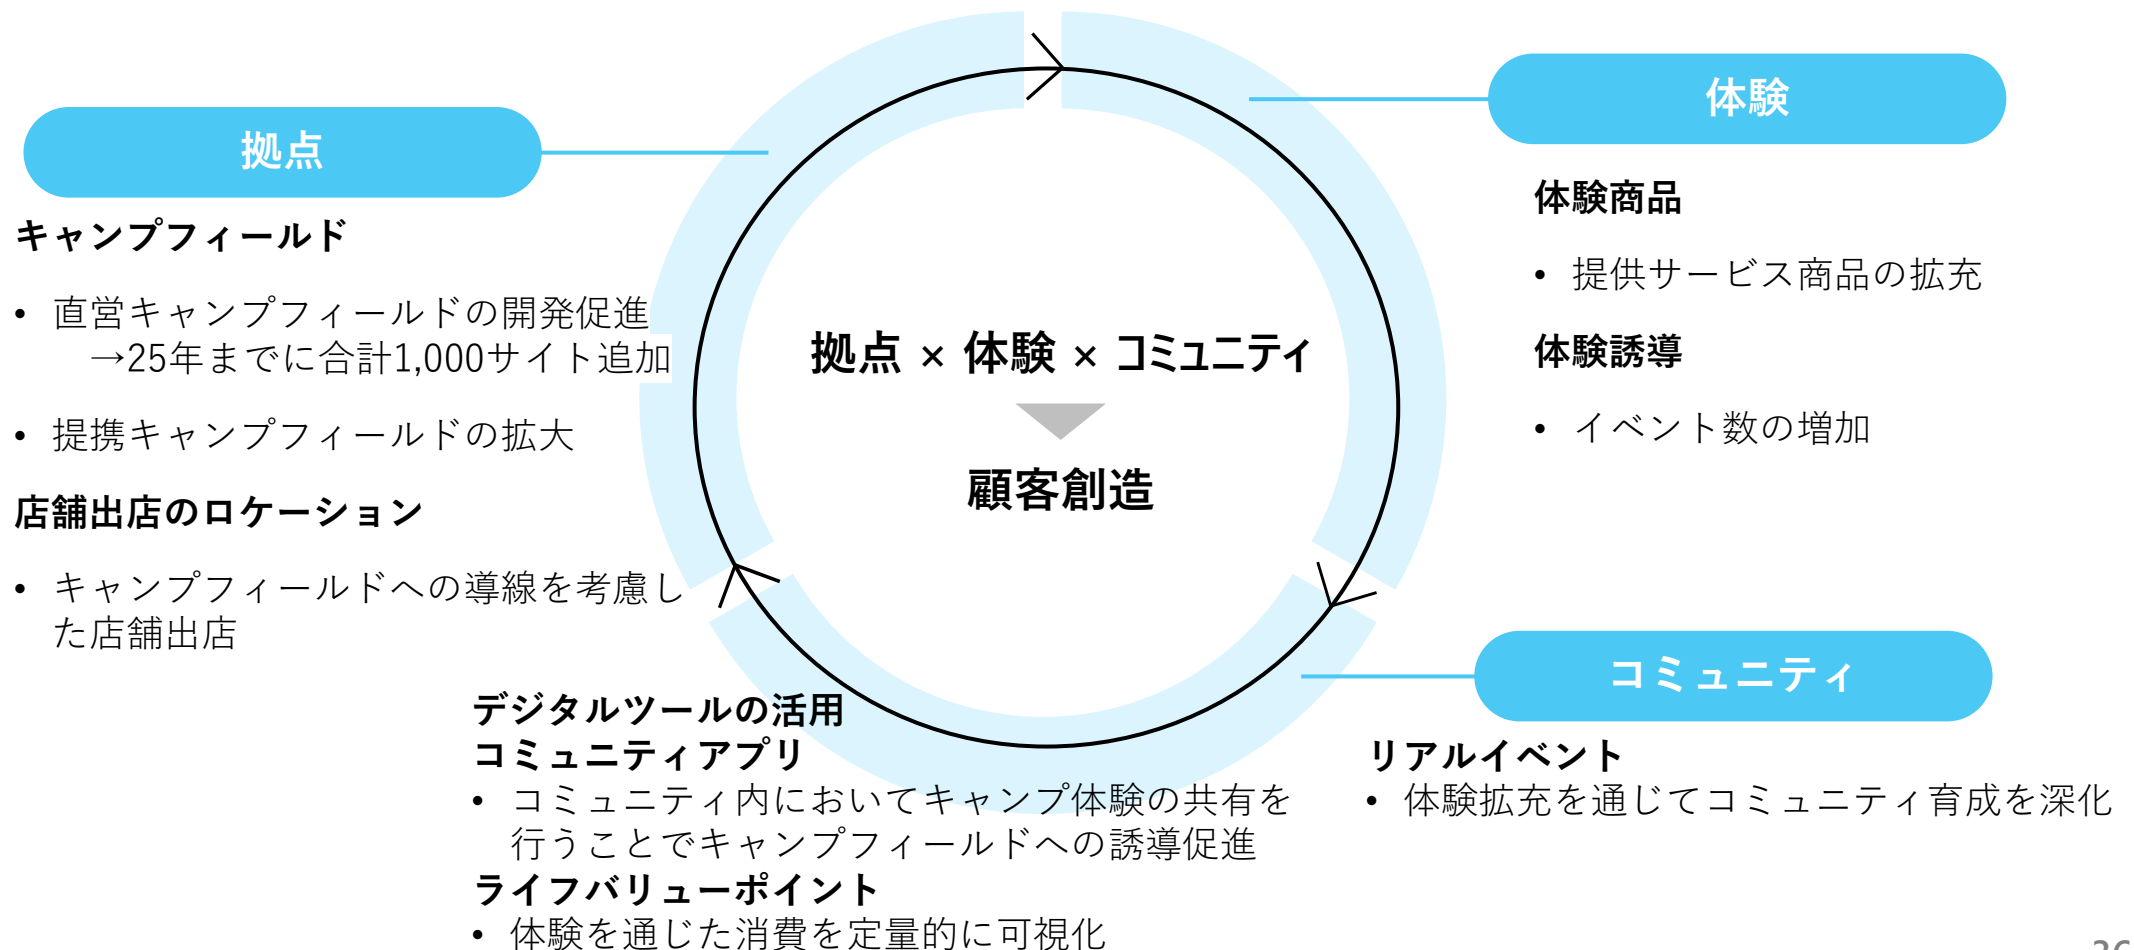 拠点
キャンプフィールド
• 直営キャンプフィールドの開発促進
→25年までに合計1,000サイト追加
• 提携キャンプフィールドの拡大
店舗出店のロケーション
• キャンプフィールドへの導線を考慮し
た店舗出店
拠点 × 体験 × コミュニティ
顧客創造
体験
体験商品
• 提供サービス商品の拡充
体験誘導
• イベント数の増加
コミュニティ
リアルイベント
• 体験拡充を通じてコミュニティ育成を深化
デジタルツールの活用
コミュニティアプリ
• コミュニティ内においてキャンプ体験の共有を
行うことでキャンプフィールドへの誘導促進
ライフバリューポイント
• 体験を通じた消費を定量的に可視化